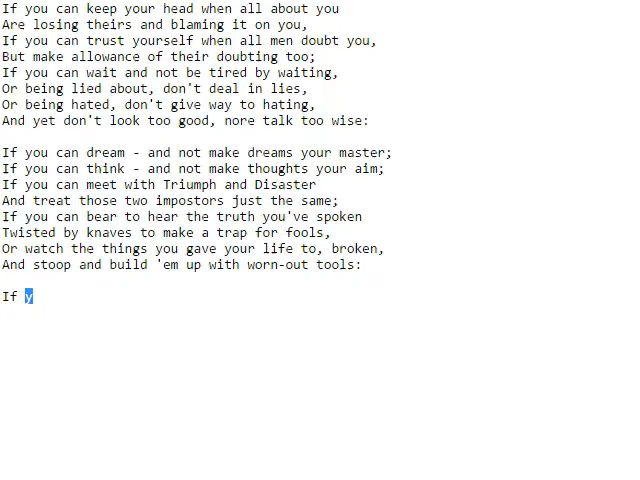 If you can keep your head when all about you
Are losing theirs and blaming it on you,
If you can trust yourself when all men doubt you,
But make allowance of their doubting too;
If you can wait and not be tired by waiting,
Or being lied about, don't deal in lies,
Or being hated, don't give way to hating,
And yet don't look too good, nore talk too wise:

If you can dream - and not make dreams your master;
If you can think - and not make thoughts your aim;
If you can meet with Triumph and Disaster
And treat those two impostors just the same;
If you can bear to hear the truth you've spoken
Twisted by knaves to make a trap for fools,
Or watch the things you gave your life to, broken,
And stoop and build 'em up with worn-out tools:

If y